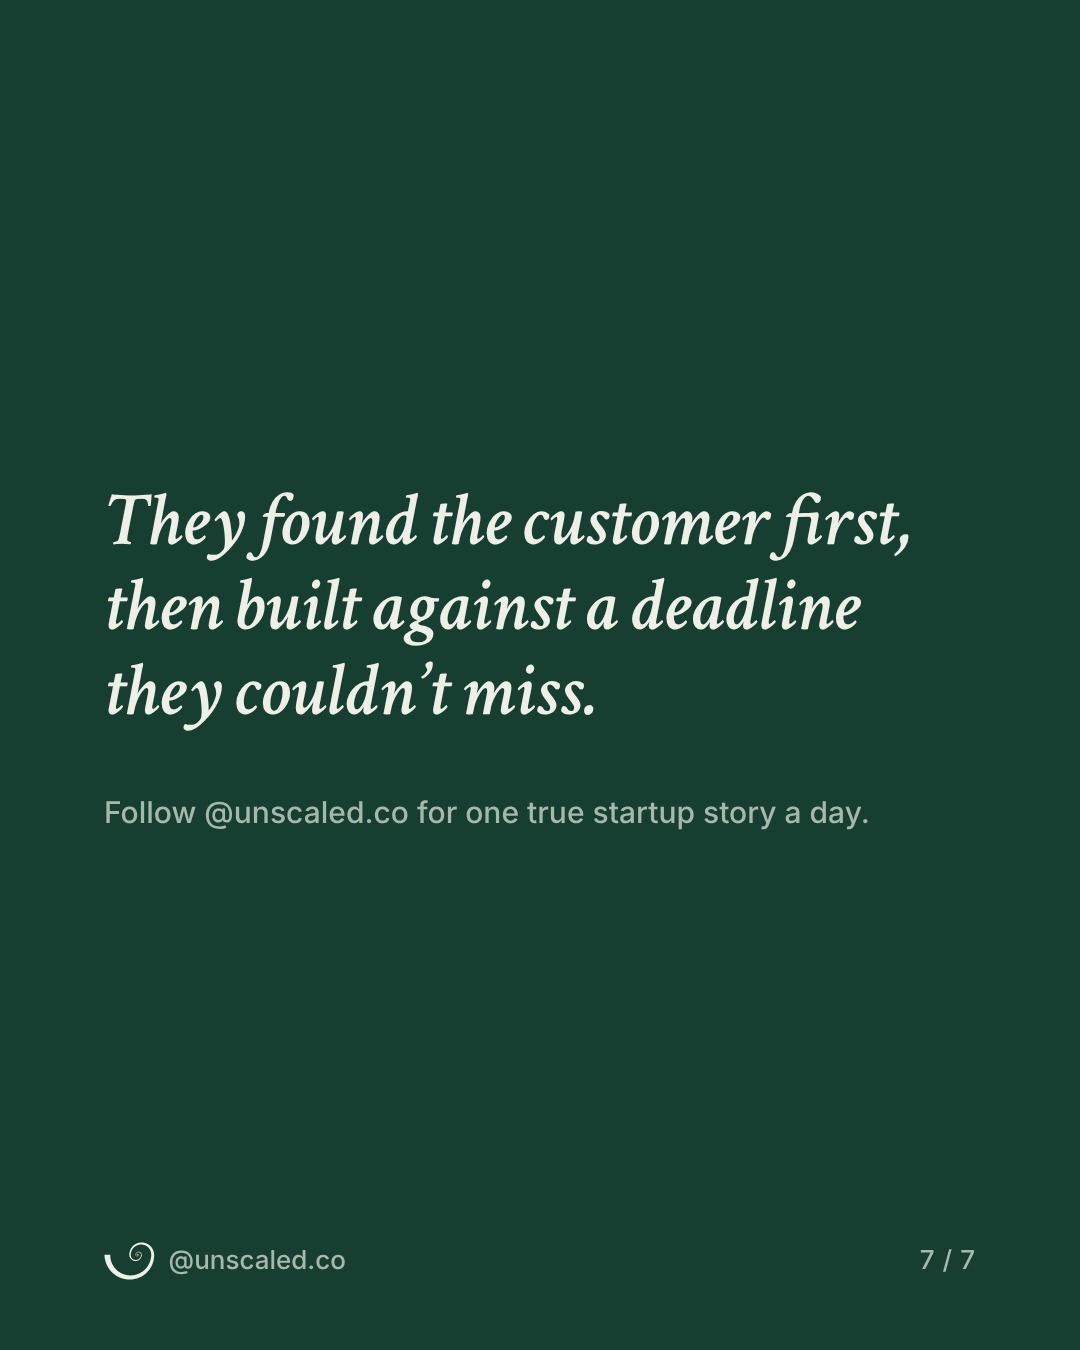 They found the customer first,
then built against a deadline
they couldn’t miss.
Follow @unscaled.co for one true startup story a day.
@unscaled.co
7 / 7